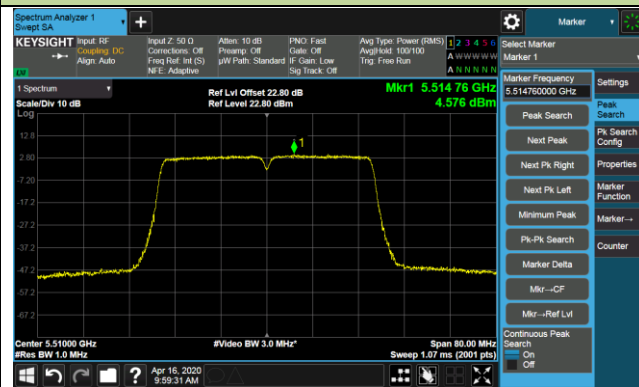 Spectrum Analyzer 1
Swept SA
Marker
KEYSIGHT
Input: RF
Coupling: DC
Align: Auto
Input Z: 50 Ω
Corrections: Off
Freq Ref: Int (S)
NFE: Adaptive
Atten: 10 dB
Preamp: Off
µW Path: Standard
PNO: Fast
Gate: Off
IF Gain: Low
Sig Track: Off
Avg Type: Power (RMS)
Avg|Hold: 100/100
Trig: Free Run
1 2 3 4 5 6
A W W W W W
A N N N N N
Select Marker
Marker 1
LXI
1 Spectrum
Scale/Div 10 dB
Log
Ref Lvl Offset 22.80 dB
Ref Level 22.80 dBm
Mkr1 5.514 76 GHz
4.576 dBm
12.8
2.80
-7.20
-17.2
-27.2
-37.2
-47.2
-57.2
-67.2
1
Center 5.51000 GHz
#Res BW 1.0 MHz
#Video BW 3.0 MHz*
Span 80.00 MHz
Sweep 1.07 ms (2001 pts)
Marker Frequency
5.514760000 GHz
Peak Search
Next Peak
Next Pk Right
Next Pk Left
Minimum Peak
Pk-Pk Search
Marker Delta
Mkr→CF
Mkr→Ref Lvl
Continuous Peak
Search
On
Off
Settings
Peak
Search
Pk Search
Config
Properties
Marker
Function
Marker→
Counter
?
Apr 16, 2020
9:59:31 AM